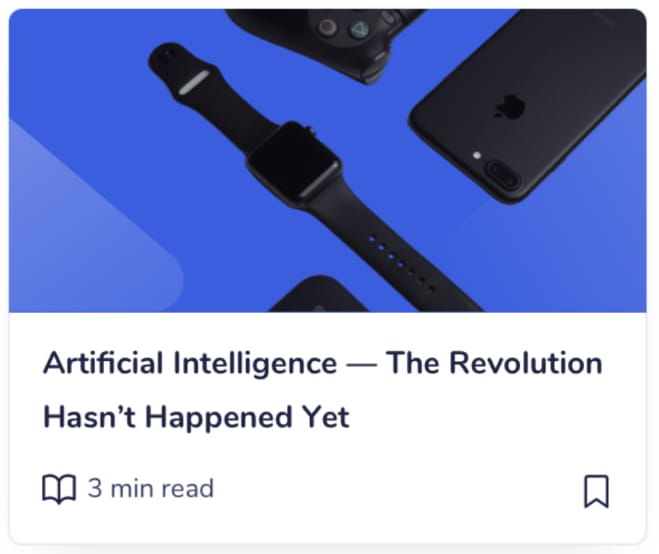 Artificial Intelligence — The Revolution
Hasn’t Happened Yet
3 min read